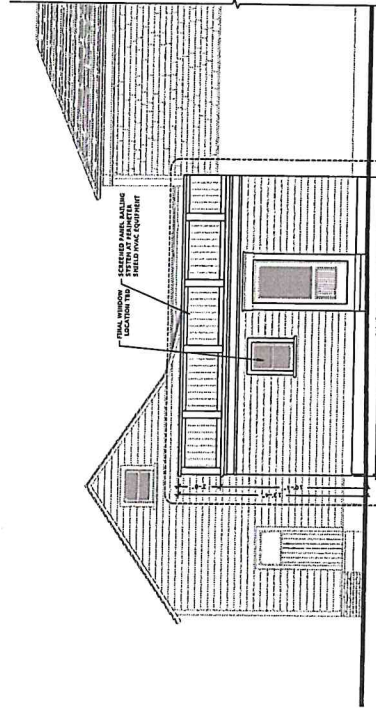 FINAL WINDOW
LOCATION TBD
SCREENED PANEL RAILING
SYSTEM AT PERIMETER
SHIELD HVAC EQUIPMENT